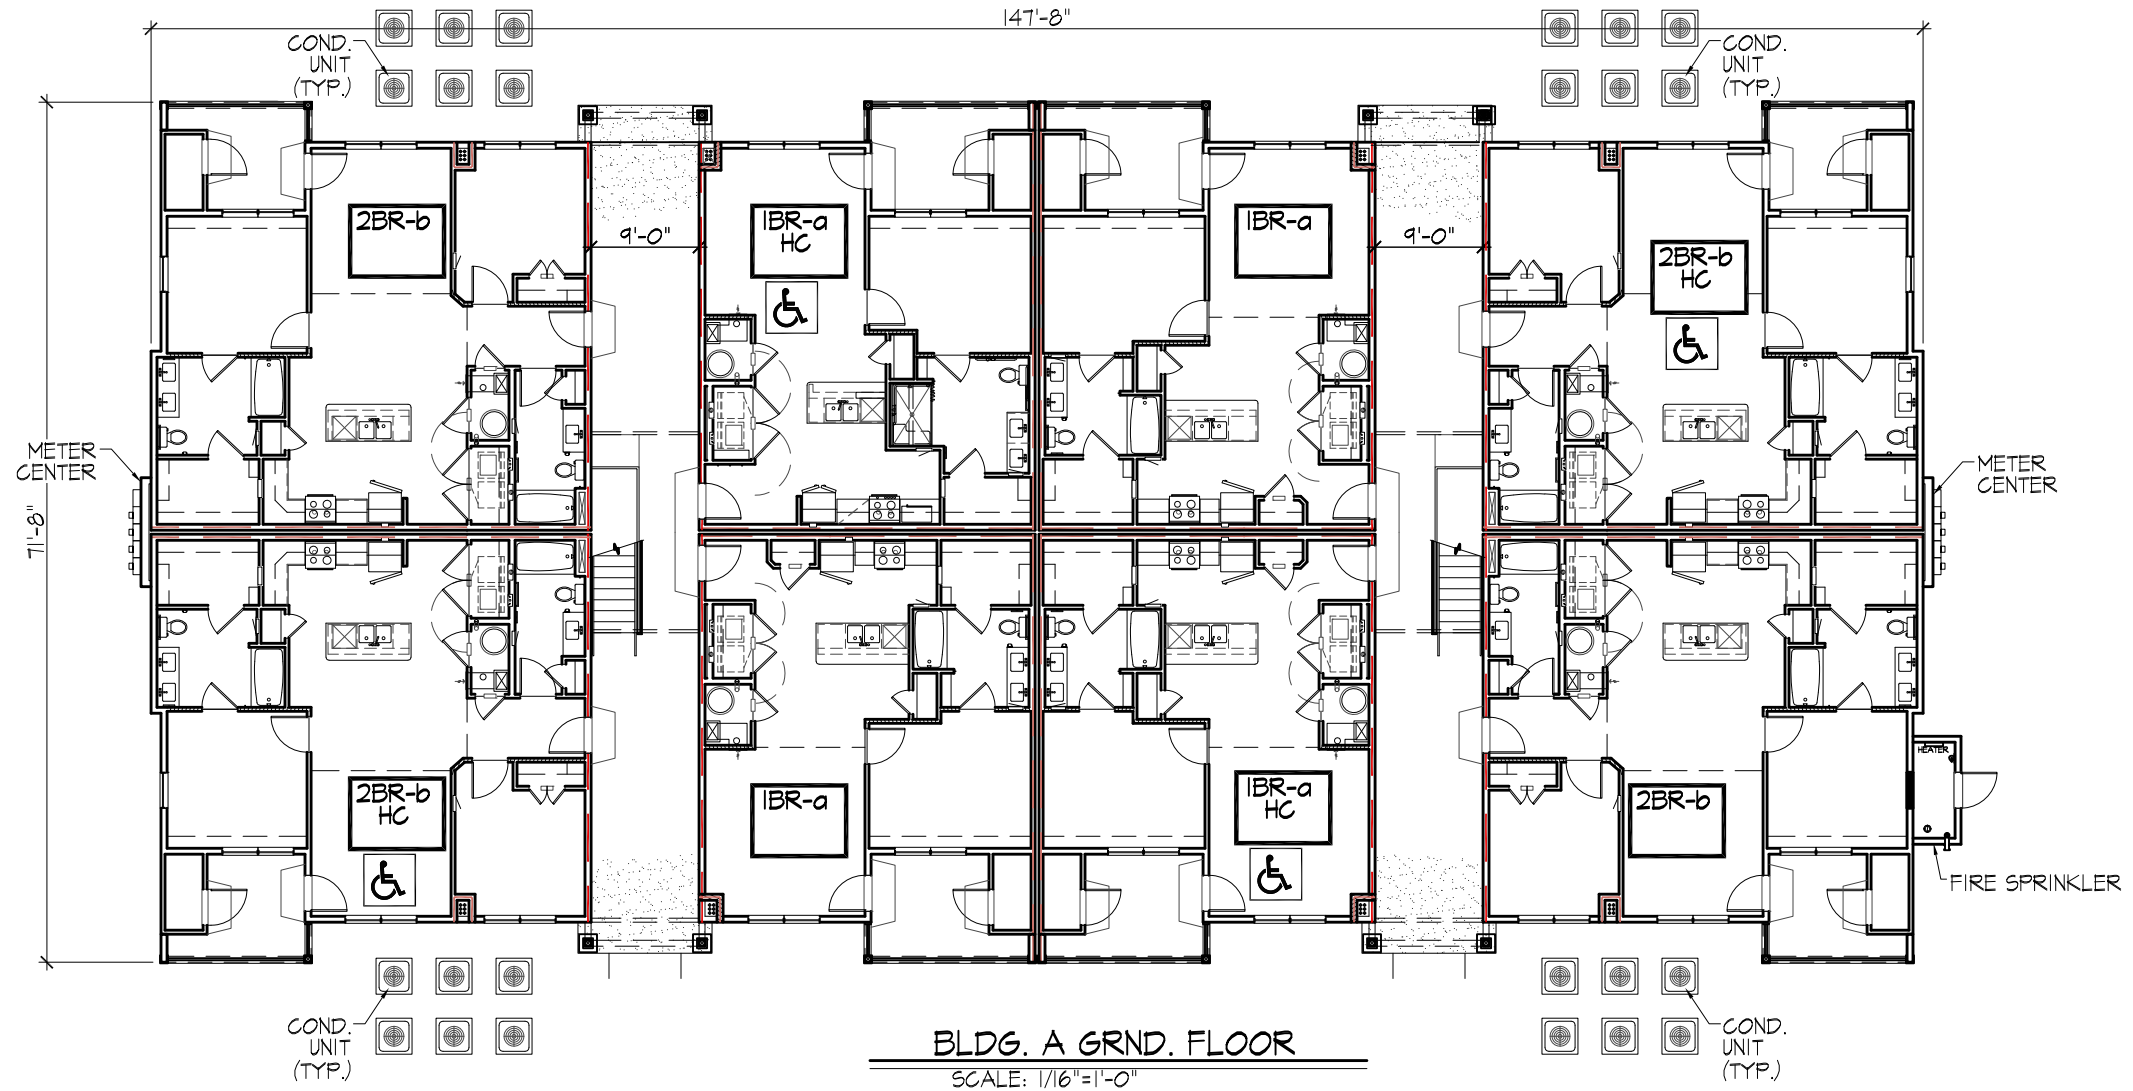 147'-8"
COND.
UNIT
(TYP.)
COND.
UNIT
(TYP.)
2BR-b
1BR-a
HC
1BR-a
2BR-b
HC
9'-0"
9'-0"
METER
CENTER
METER
CENTER
71'-8"
HEATER
2BR-b
HC
1BR-a
1BR-a
HC
2BR-b
FIRE SPRINKLER
COND.
UNIT
(TYP.)
COND.
UNIT
(TYP.)
BLDG. A GRND. FLOOR
SCALE: 1/16"=1'-0"